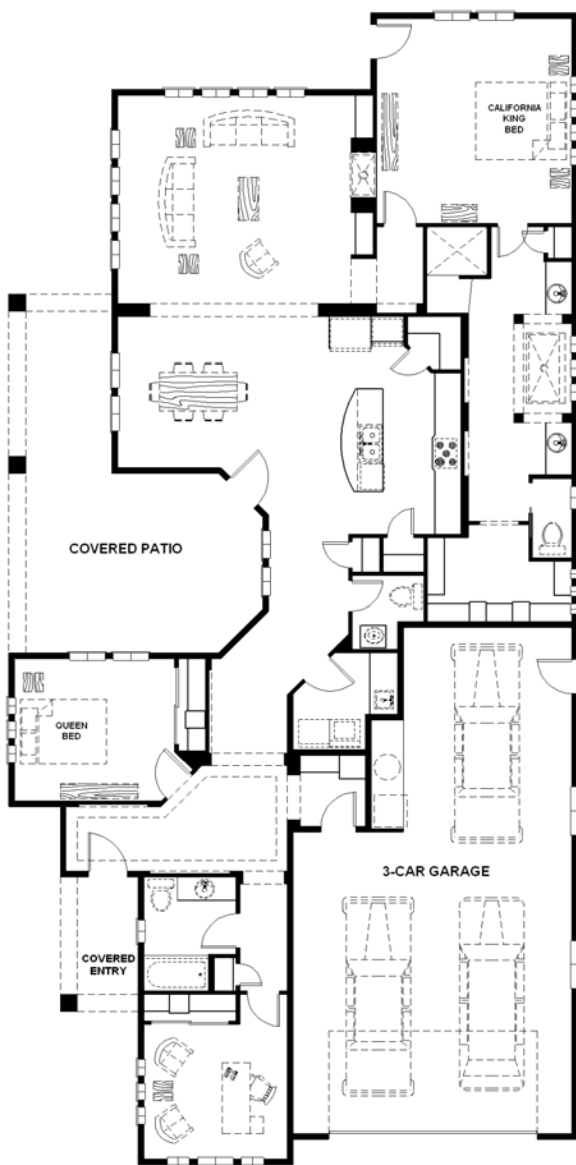 CALIFORNIA
KING
BED
COVERED PATIO
QUEEN
BED
3-CAR GARAGE
COVERED
ENTRY